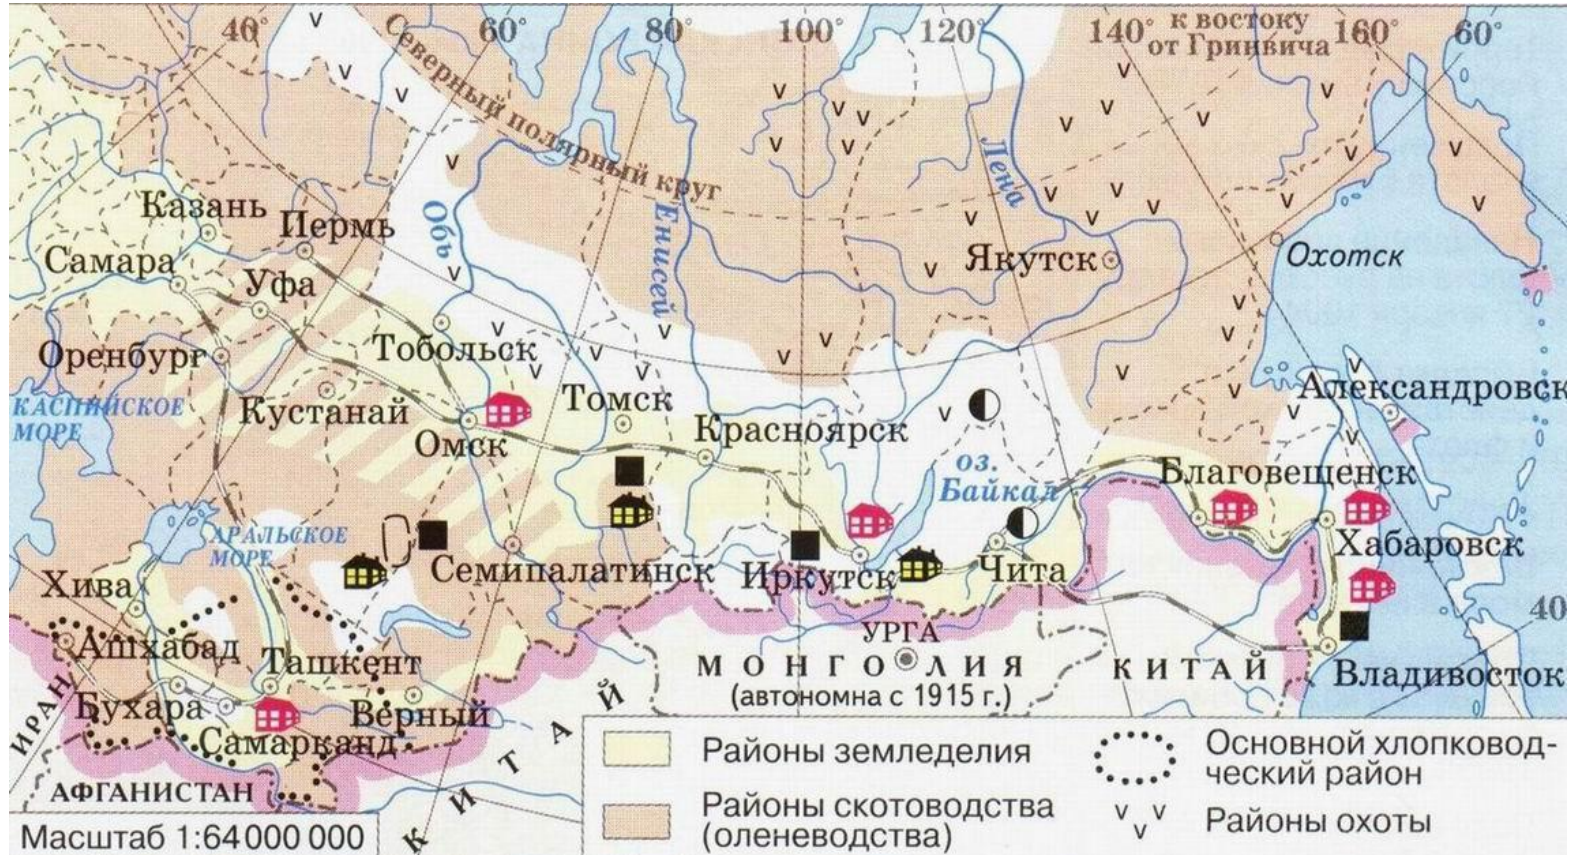 40°
60°
80°
100°
120°
140°
к востоку
от Гринвича
160°
60°
Северный полярный круг
Обь
Енисей
Лена
Казань
Пермь
Самара
Уфа
Якутск
Охотск
Оренбург
Тобольск
КАСПИЙСКОЕ
МОРЕ
Кустанай
Томск
Омск
Красноярск
Александровск
оз.
Байкал
Благовещенск
АРАЛЬСКОЕ
МОРЕ
Хива
Семипалатинск
Иркутск
Чита
Хабаровск
40
Ашхабад
Ташкент
УРГА
МОНГОЛИЯ
(автономна с 1915 г.)
КИТАЙ
Владивосток
ИРАН
Бухара
Верный
Самарканд
КИТАЙ
АФГАНИСТАН
Масштаб 1:64 000 000
Районы земледелия
Районы скотоводства
(оленеводства)
Основной хлопковод-
ческий район
Районы охоты